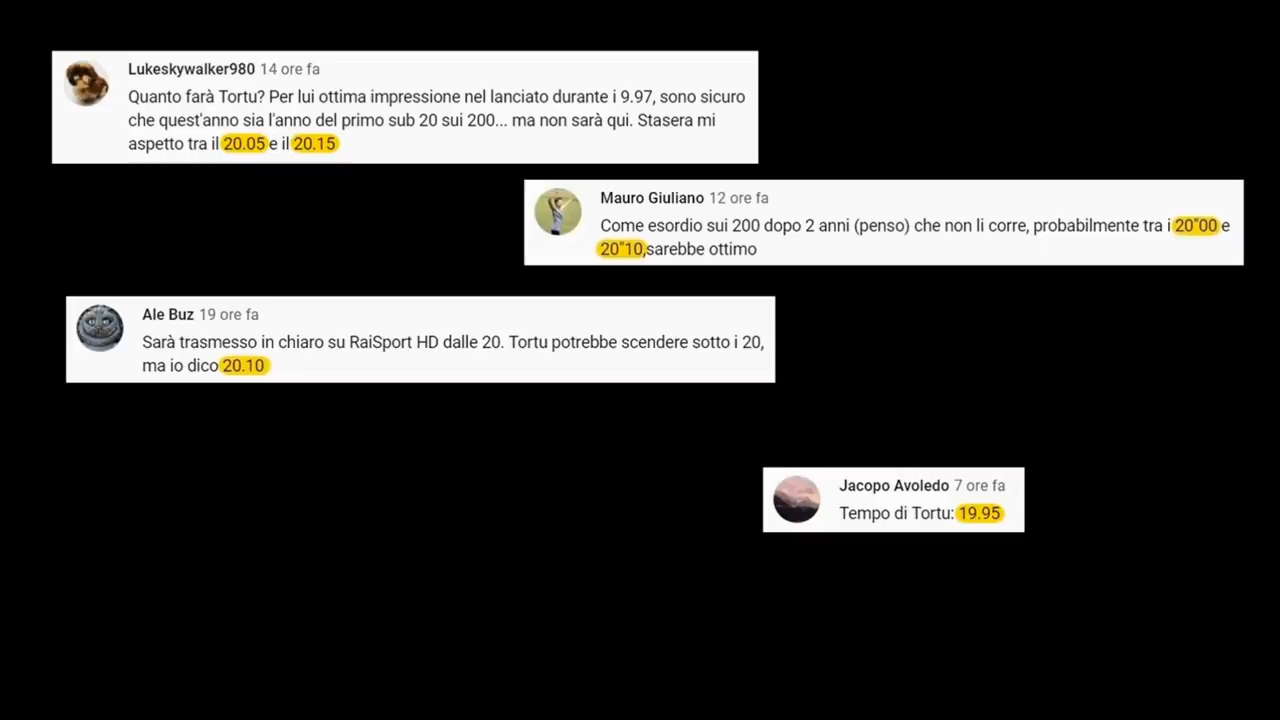 Lukeskywalker980 14 ore fa
Quanto farà Tortu? Per lui ottima impressione nel lanciato durante i 9.97, sono sicuro
che quest'anno sia l'anno del primo sub 20 sui 200... ma non sarà qui. Stasera mi
aspetto tra il 20.05 e il 20.15
Mauro Giuliano 12 ore fa
Come esordio sui 200 dopo 2 anni (penso) che non li corre, probabilmente tra i 20"00 e
20"10,sarebbe ottimo
Ale Buz 19 ore fa
Sarà trasmesso in chiaro su RaiSport HD dalle 20. Tortu potrebbe scendere sotto i 20,
ma io dico 20.10
Jacopo Avoledo 7 ore fa
Tempo di Tortu: 19.95